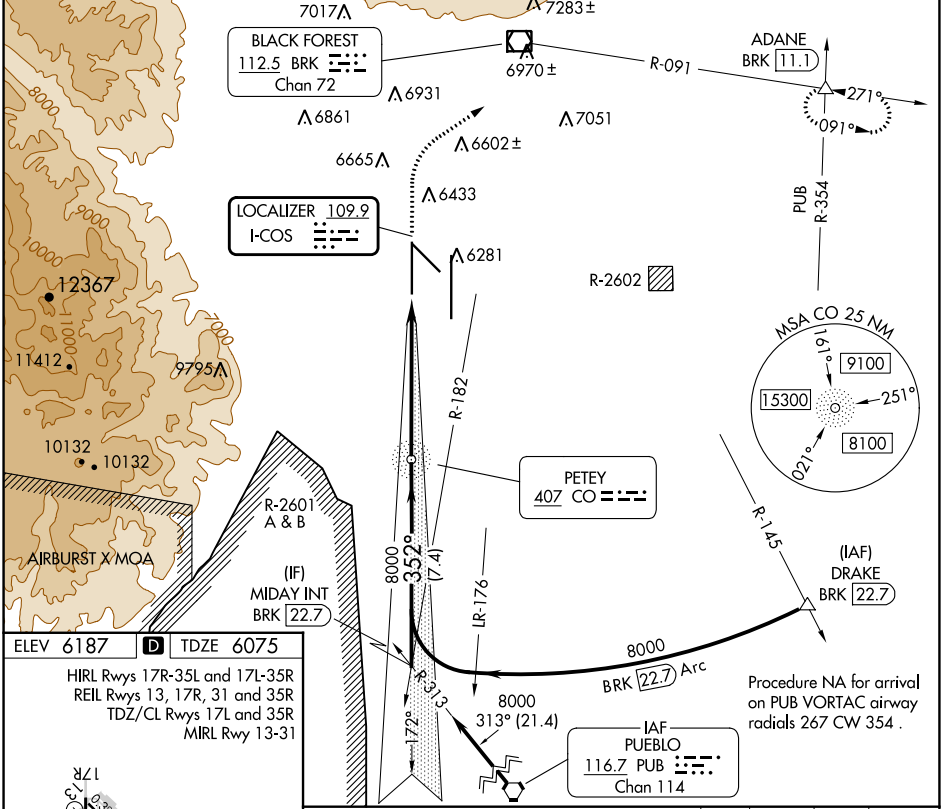 7017
7283±
BLACK FOREST
112.5 BRK
Chan 72
6970±
R-091
ADANE
BRK 11.1
271°
091°
8000
6931
6861
7051
6602±
6665
6433
PUB
R-354
9000
LOCALIZER 109.9
I-COS
10000
6281
R-2602
12367
11000
7000
MSA CO 25 NM
161°
9100
15300
251°
8100
021°
11412
9795
R-182
10132
10132
PETEY
407 CO
R-2601
A & B
R-145
AIRBURST X MOA
8000
352°
(7.4)
(IF)
MIDAY INT
BRK 22.7
LR-176
(IAF)
DRAKE
BRK 22.7
8000
BRK 22.7 Arc
ELEV 6187 D TDZE 6075
HIRL Rwys 17R-35L and 17L-35R
REIL Rwys 13, 17R, 31 and 35R
TDZ/CL Rwys 17L and 35R
MIRL Rwy 13-31
R-313
172°
8000
313° (21.4)
Procedure NA for arrival
on PUB VORTAC airway
radials 267 CW 354 .
IAF
PUEBLO
116.7 PUB
Chan 114
17R
13